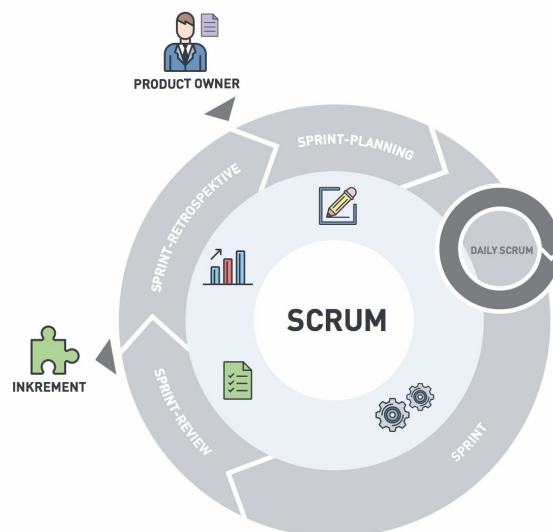 PRODUCT OWNER
SPRINT-PLANNING
SPRINT-RETROSPEKTIVE
DAILY SCRUM
SCRUM
INKREMENT
SPRINT-REVIEW
SPRINT